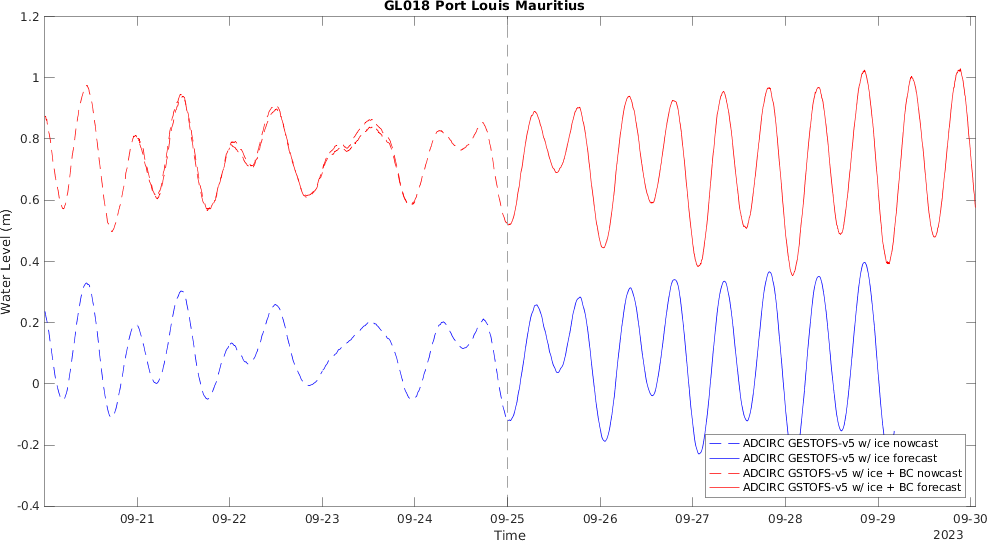 GL018 Port Louis Mauritius
1.2
1
0.8
0.6
0.4
0.2
0
-0.2
-0.4
Water Level (m)
ADCIRC GESTOFS-v5 w/ ice nowcast
ADCIRC GESTOFS-v5 w/ ice forecast
ADCIRC GSTOFS-v5 w/ ice + BC nowcast
ADCIRC GSTOFS-v5 w/ ice + BC forecast
09-21 09-22 09-23 09-24 09-25 09-26 09-27 09-28 09-29 09-30
Time
2023